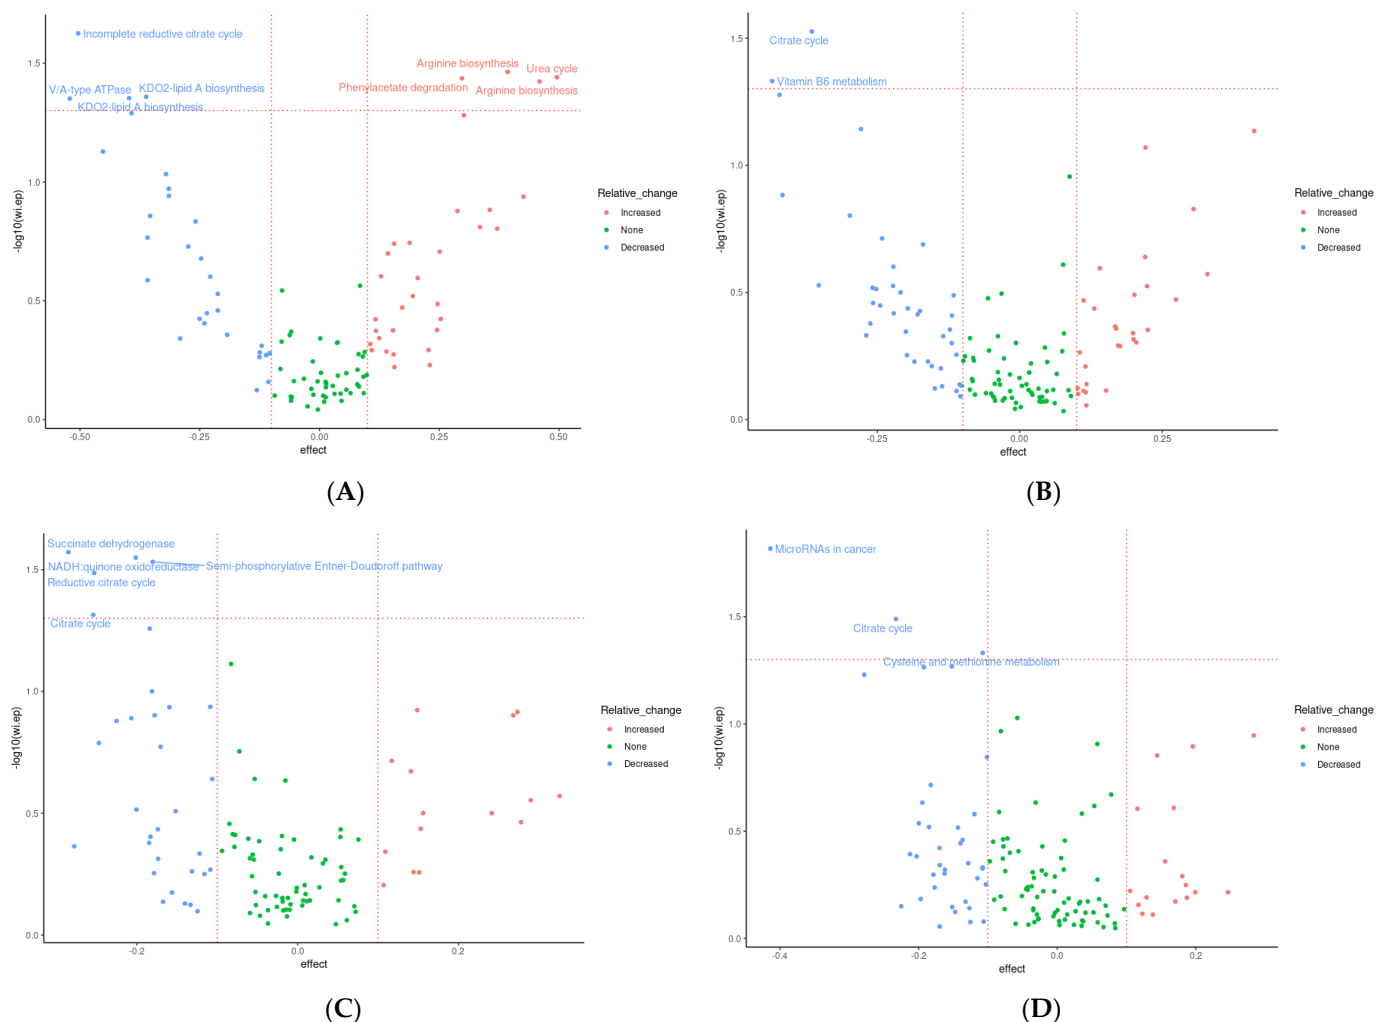 Incomplete reductive citrate cycle
V/A-type ATPase
KDO2-lipid A biosynthesis
KDO2-lipid A biosynthesis
Arginine biosynthesis
Urea cycle
Phenylacetate degradation
Arginine biosynthesis
1.5
1.0
0.5
0.0
-log10(wi.ep)
-0.50
-0.25
0.00
0.25
0.50
effect
Relative_change
Increased
None
Decreased
(A)
Citrate cycle
Vitamin B6 metabolism
1.5
1.0
0.5
0.0
-log10(wi.ep)
-0.25
0.00
0.25
effect
Relative_change
Increased
None
Decreased
(B)
Succinate dehydrogenase
NADH:quinone oxidoreductase
Semi-phosphorylative Entner-Doudoroff pathway
Reductive citrate cycle
Citrate cycle
1.5
1.0
0.5
0.0
-log10(wi.ep)
-0.2
0.0
0.2
effect
Relative_change
Increased
None
Decreased
(C)
MicroRNAs in cancer
Citrate cycle
Cysteine and methionine metabolism
1.5
1.0
0.5
0.0
-log10(wi.ep)
-0.4
-0.2
0.0
0.2
effect
Relative_change
Increased
None
Decreased
(D)